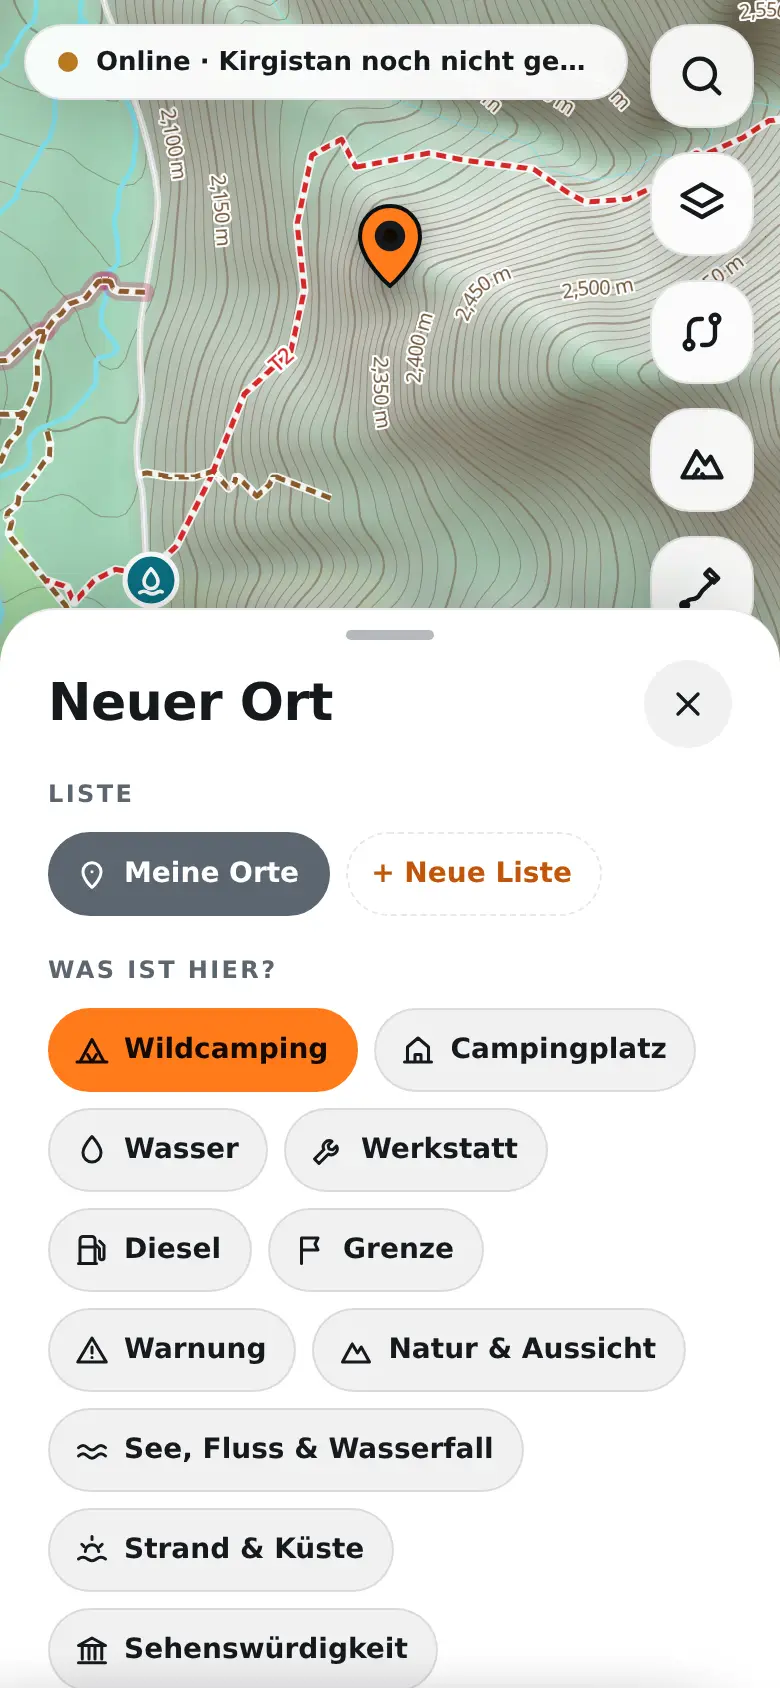 Online · Kirgistan noch nicht ge...
2,100 m
2,150 m
2,450 m
2,500 m
2,400 m
2,350 m
T2
Neuer Ort
LISTE
Meine Orte
+ Neue Liste
WAS IST HIER?
Wildcamping
Campingplatz
Wasser
Werkstatt
Diesel
Grenze
Warnung
Natur & Aussicht
See, Fluss & Wasserfall
Strand & Küste
Sehenswürdigkeit